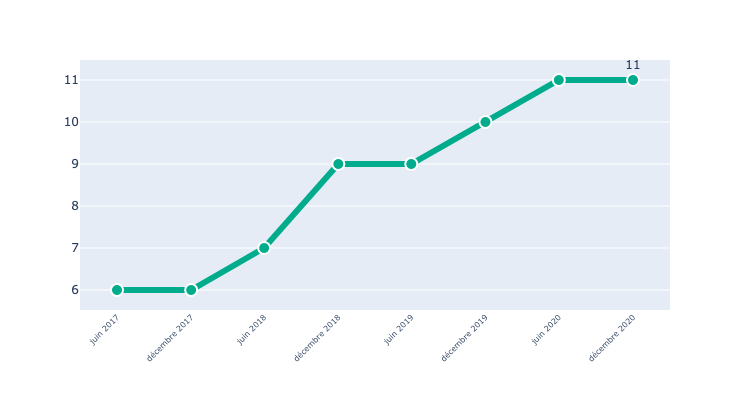 11
11
10
9
8
7
6
juin 2017
décembre 2017
juin 2018
décembre 2018
juin 2019
décembre 2019
juin 2020
décembre 2020